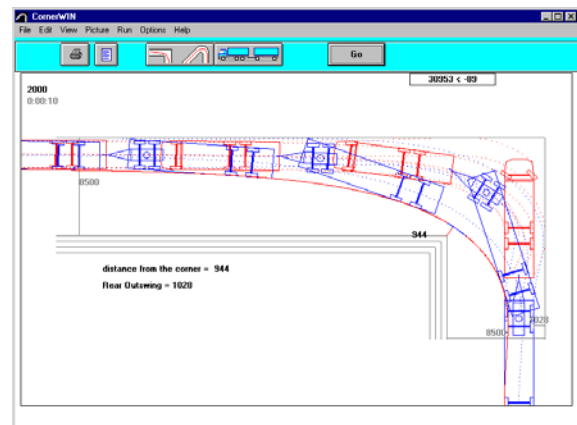 CornerWIN
File Edit View Picture Run Options Help
Go
30953 < -89
2000
0:00:10
8500
944
distance from the corner = 944
Rear Outswing = 1028
1028
8500